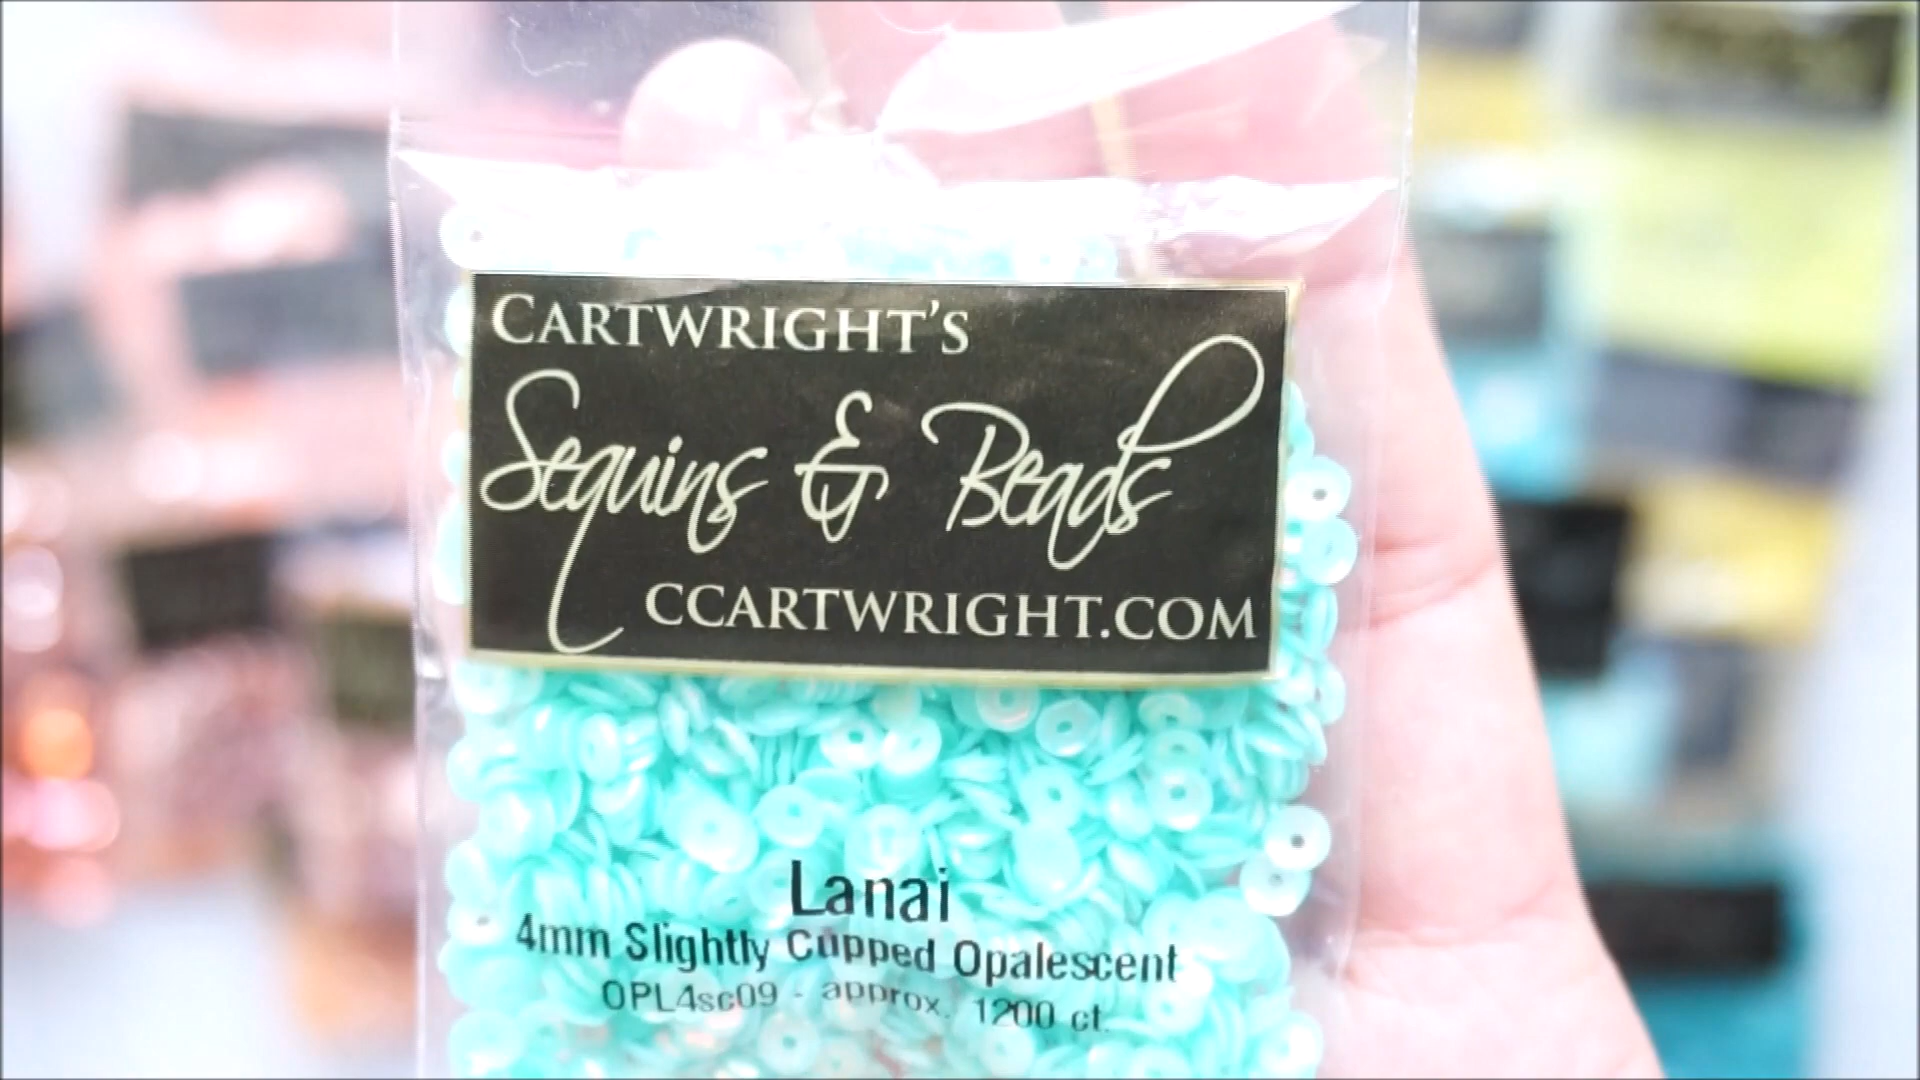 CARTWRIGHT'S
Sequins & Beads
CCARTWRIGHT.COM
Lanai
4mm Slightly Cupped Opalescent
OPL4sc09 - approx. 1200 ct.